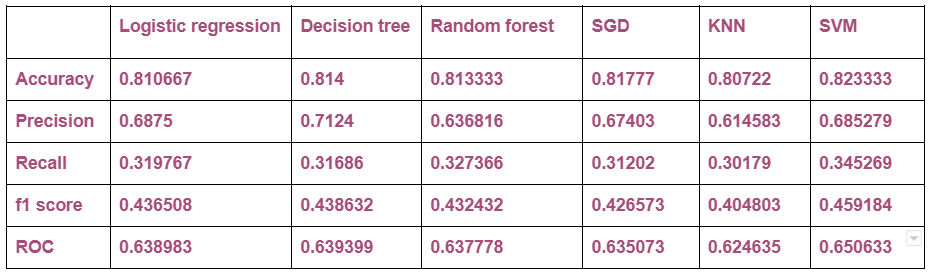 Logistic regression Decision tree Random forest SGD KNN SVM
Accuracy 0.810667 0.814 0.813333 0.81777 0.80722 0.823333
Precision 0.6875 0.7124 0.636816 0.67403 0.614583 0.685279
Recall 0.319767 0.31686 0.327366 0.31202 0.30179 0.345269
f1 score 0.436508 0.438632 0.432432 0.426573 0.404803 0.459184
ROC 0.638983 0.639399 0.637778 0.635073 0.624635 0.650633